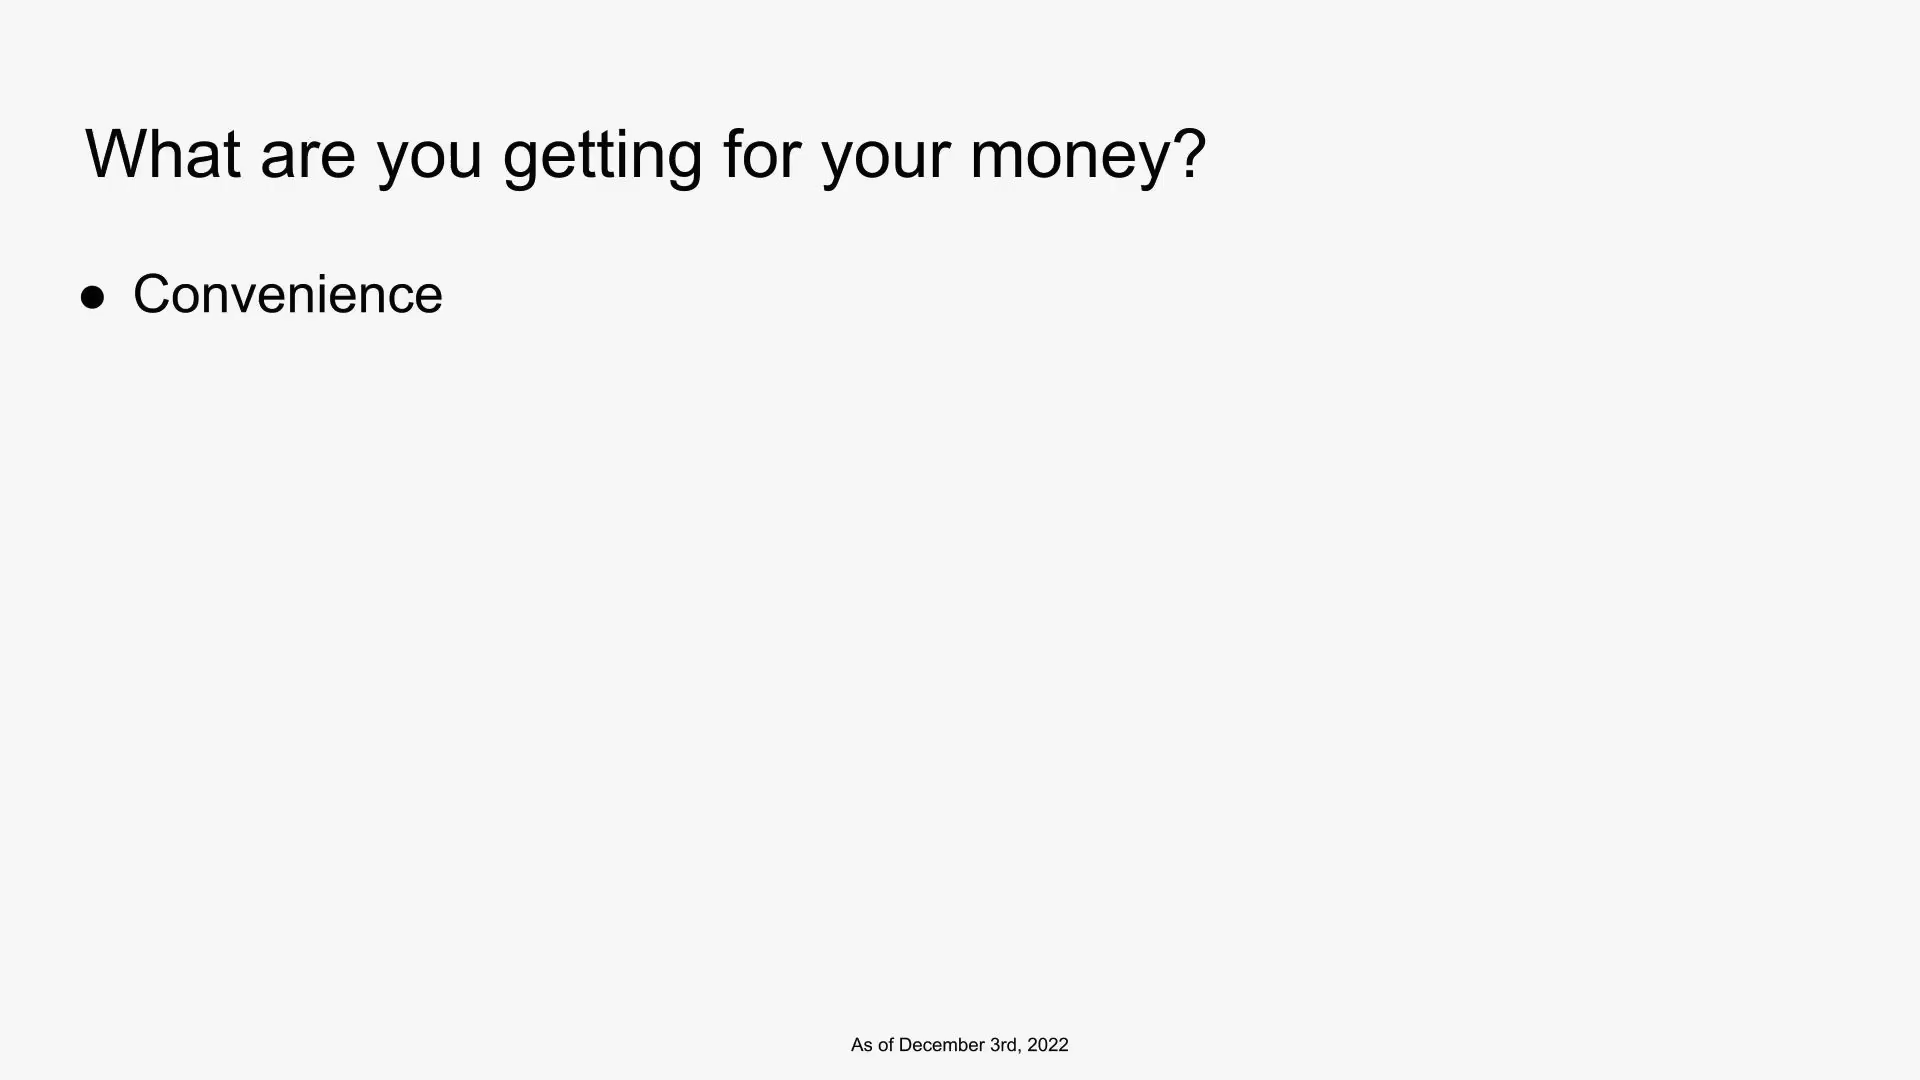 What are you getting for your money?
● Convenience
As of December 3rd, 2022